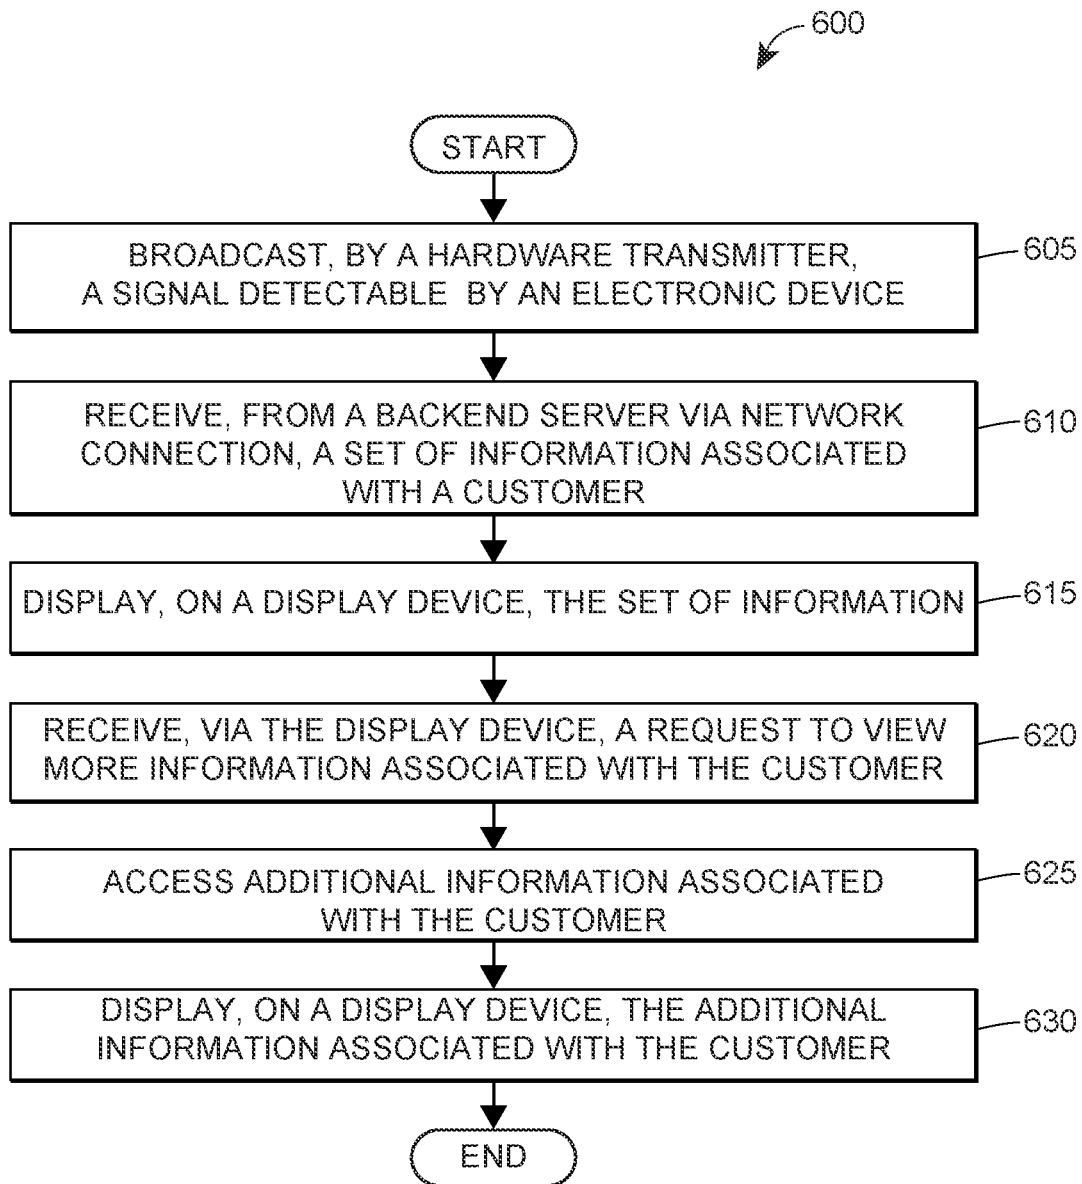 600
START
BROADCAST, BY A HARDWARE TRANSMITTER,
A SIGNAL DETECTABLE BY AN ELECTRONIC DEVICE
605
RECEIVE, FROM A BACKEND SERVER VIA NETWORK
CONNECTION, A SET OF INFORMATION ASSOCIATED
WITH A CUSTOMER
610
DISPLAY, ON A DISPLAY DEVICE, THE SET OF INFORMATION
615
RECEIVE, VIA THE DISPLAY DEVICE, A REQUEST TO VIEW
MORE INFORMATION ASSOCIATED WITH THE CUSTOMER
620
ACCESS ADDITIONAL INFORMATION ASSOCIATED
WITH THE CUSTOMER
625
DISPLAY, ON A DISPLAY DEVICE, THE ADDITIONAL
INFORMATION ASSOCIATED WITH THE CUSTOMER
630
END